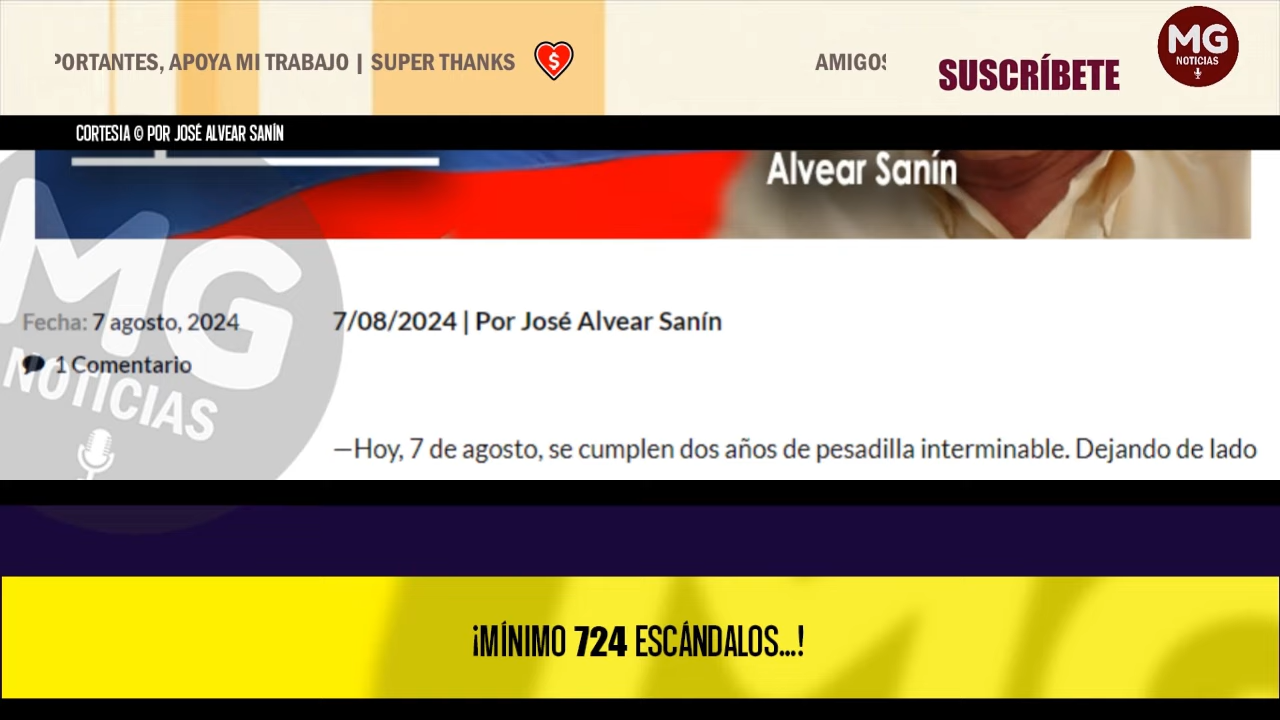 PORTANTES, APOYA MI TRABAJO | SUPER THANKS
$
AMIGOS
SUSCRÍBETE
MG
NOTICIAS
CORTESIA © POR JOSÉ ALVEAR SANÍN
Alvear Sanín
MG
NOTICIAS
Fecha: 7 agosto, 2024
7/08/2024 | Por José Alvear Sanín
1 Comentario
—Hoy, 7 de agosto, se cumplen dos años de pesadilla interminable. Dejando de lado
¡MÍNIMO 724 ESCÁNDALOS...!